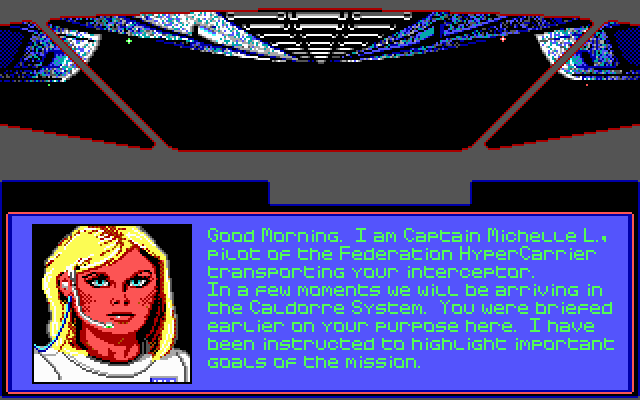 Good Morning. I am Captain Michelle L.,
pilot of the Federation HyperCarrier
transporting your interceptor.
In a few moments we will be arriving in
the Caldorre System. You were briefed
earlier on your purpose here. I have
been instructed to highlight important
goals of the mission.